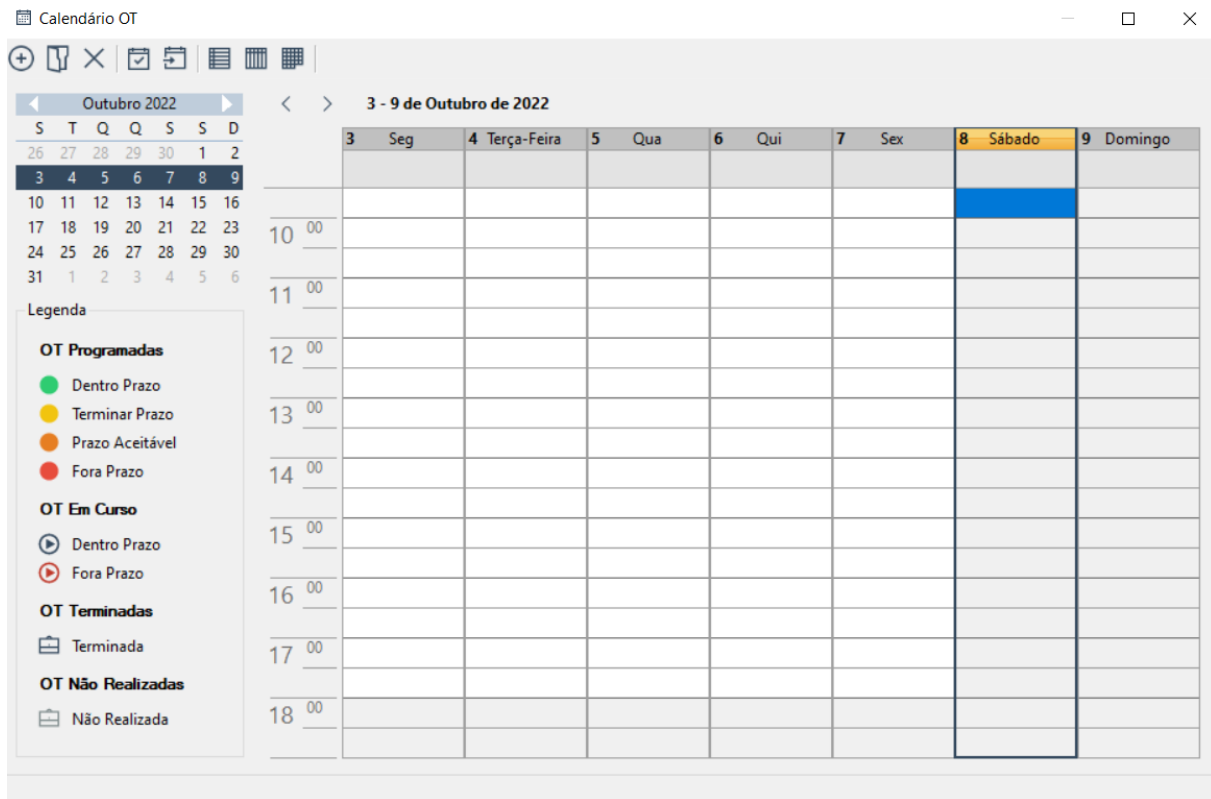 Calendário OT
Outubro 2022
S T Q Q S S D
26 27 28 29 30 1 2
3 4 5 6 7 8 9
10 11 12 13 14 15 16
17 18 19 20 21 22 23
24 25 26 27 28 29 30
31 1 2 3 4 5 6
Legenda
OT Programadas
Dentro Prazo
Terminar Prazo
Prazo Aceitável
Fora Prazo
OT Em Curso
Dentro Prazo
Fora Prazo
OT Terminadas
Terminada
OT Não Realizadas
Não Realizada
3 - 9 de Outubro de 2022
3 Seg 4 Terça-Feira 5 Qua 6 Qui 7 Sex 8 Sábado 9 Domingo
10 00
11 00
12 00
13 00
14 00
15 00
16 00
17 00
18 00